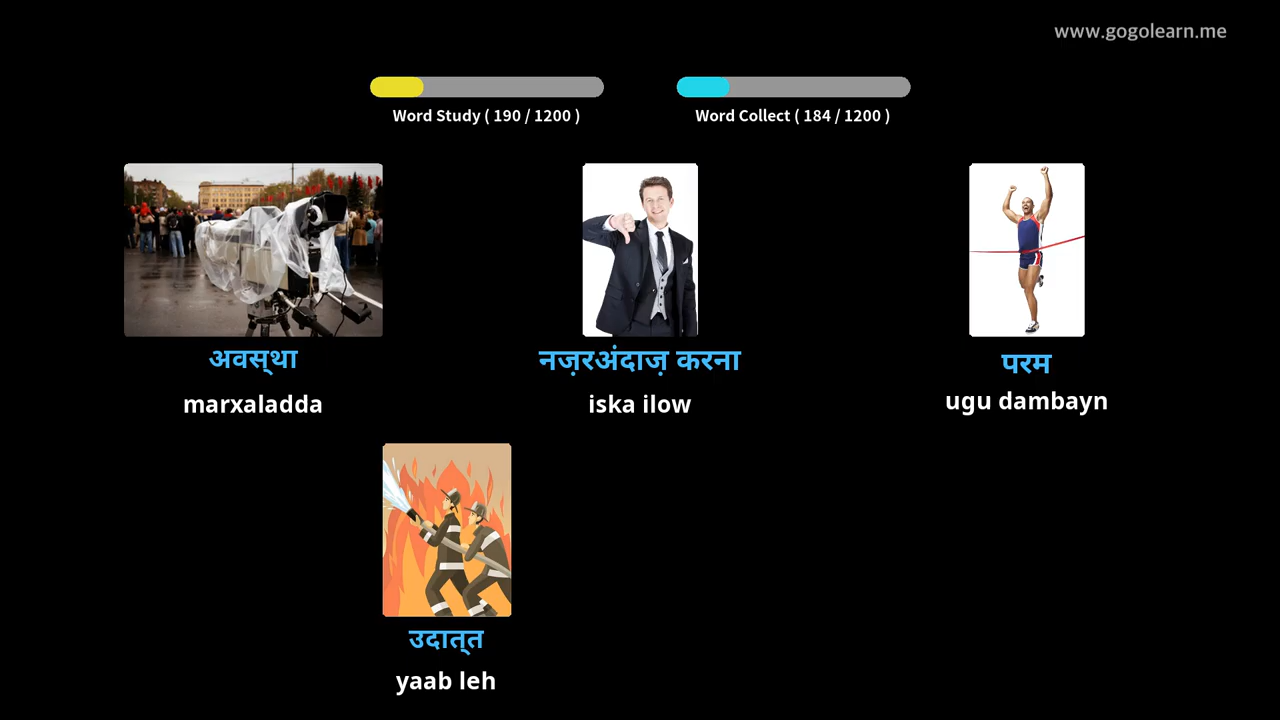 www.gogolearn.me
Word Study ( 190 / 1200 )
Word Collect ( 184 / 1200 )
अवस्था
marxaladda
नज़रअंदाज़ करना
iska ilow
परम
ugu dambayn
उदात्त
yaab leh